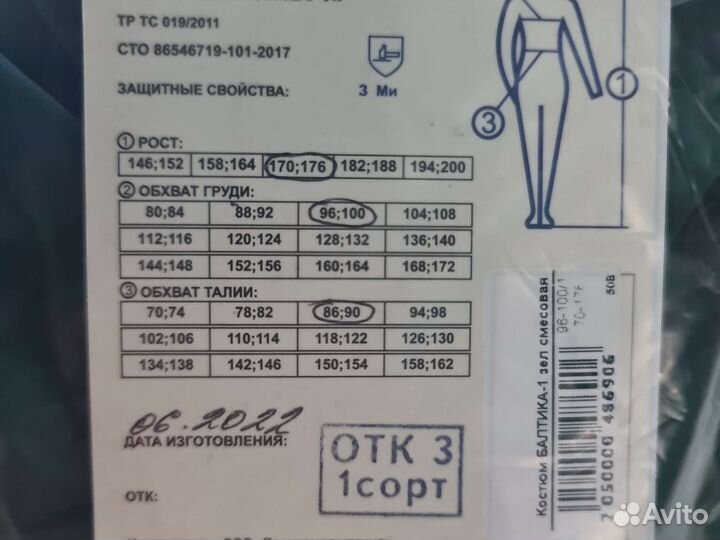 ТР ТС 019/2011
СТО 86546719-101-2017
ЗАЩИТНЫЕ СВОЙСТВА: 3 Ми
① РОСТ:
146;152 158;164 170;176 182;188 194;200
② ОБХВАТ ГРУДИ:
80;84 88;92 96;100 104;108
112;116 120;124 128;132 136;140
144;148 152;156 160;164 168;172
③ ОБХВАТ ТАЛИИ:
70;74 78;82 86;90 94;98
102;106 110;114 118;122 126;130
134;138 142;146 150;154 158;162
06.2022
ДАТА ИЗГОТОВЛЕНИЯ:
ОТК 3
1сорт
ОТК:
1
3
Костюм БАЛТИКА-1 зел смесовая
96-100/1
70-176
2 050000 486906
Avito